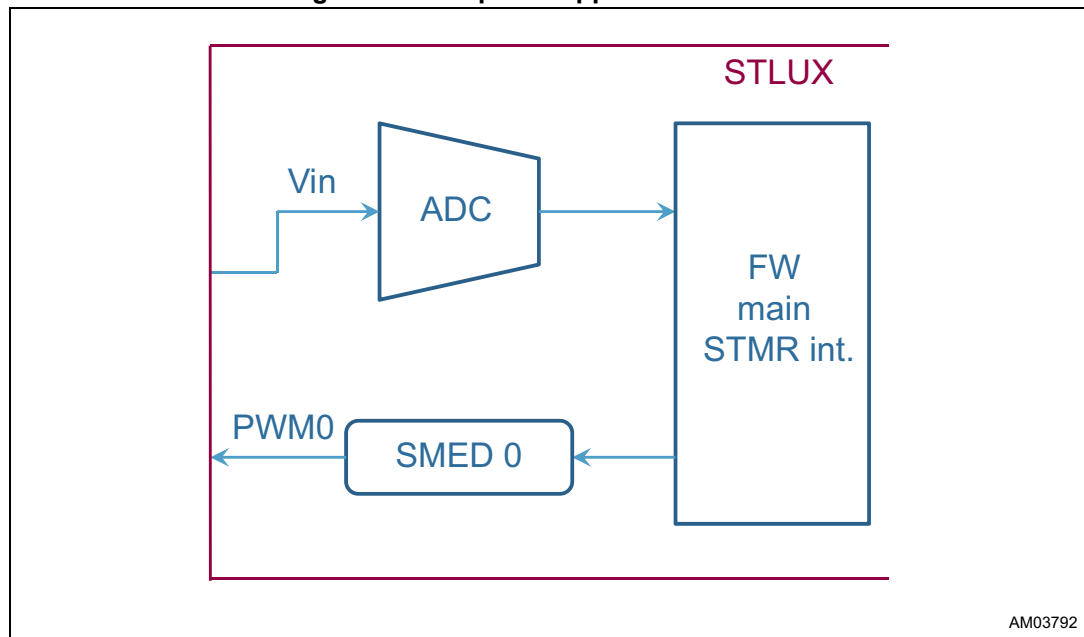 STLUX
Vin
ADC
FW
main
STMR int.
PWM0
SMED 0
AM03792